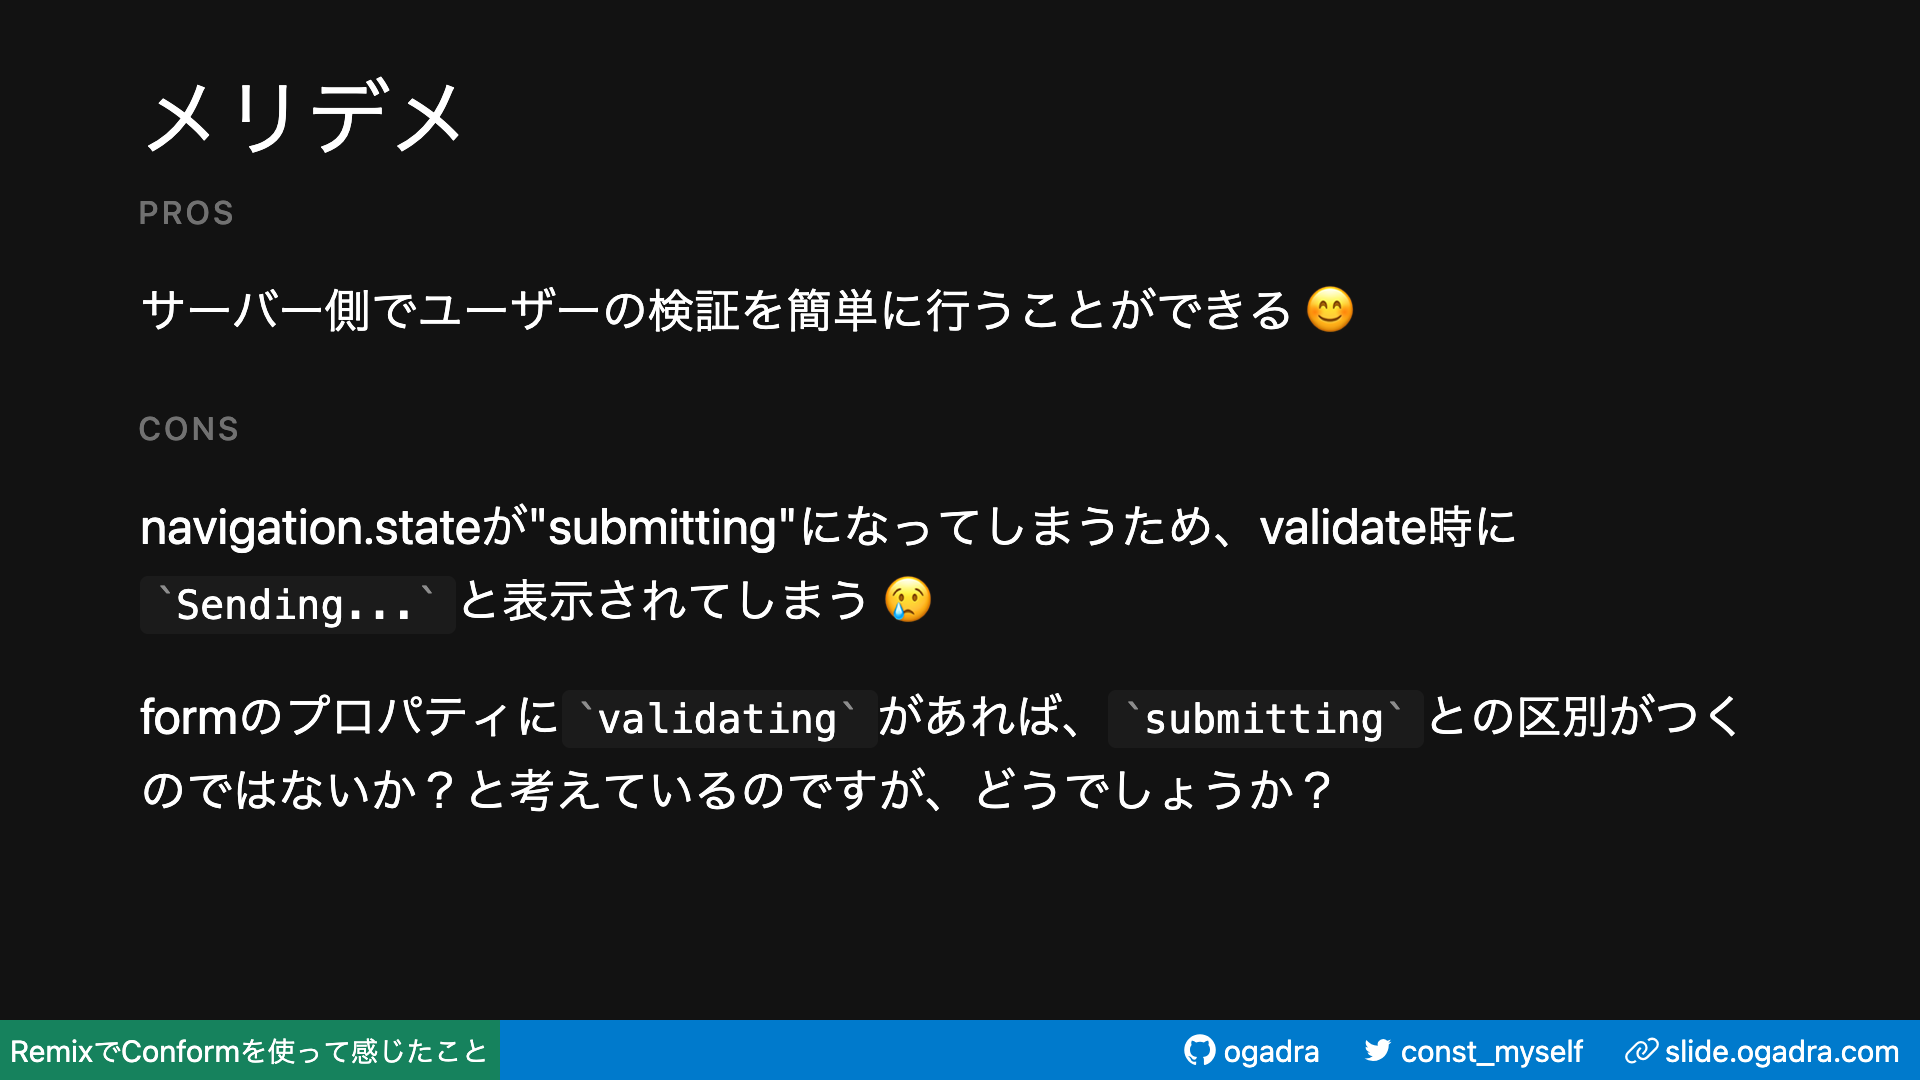 メリデメ
PROS
サーバー側でユーザーの検証を簡単に行うことができる 😊
CONS
navigation.stateが"submitting"になってしまうため、validate時に
`Sending...`と表示されてしまう 😢
formのプロパティに`validating`があれば、`submitting`との区別がつく
のではないか？と考えているのですが、どうでしょうか？
RemixでConformを使って感じたこと
ogadra
const_myself
slide.ogadra.com